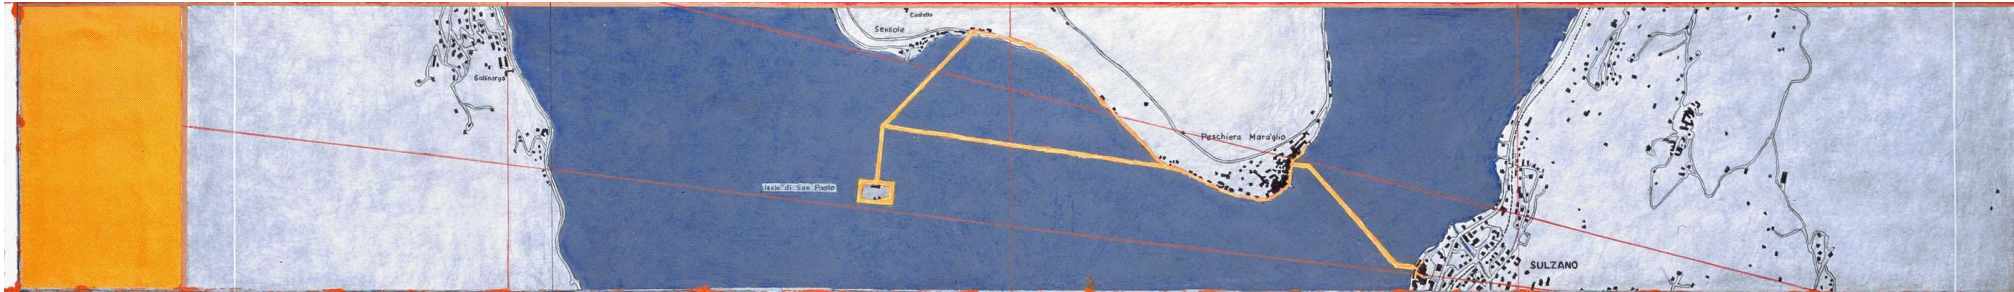 Castello
Sensole
Gallinarga
Peschiera Maraglio
Isola di San Paolo
SULZANO